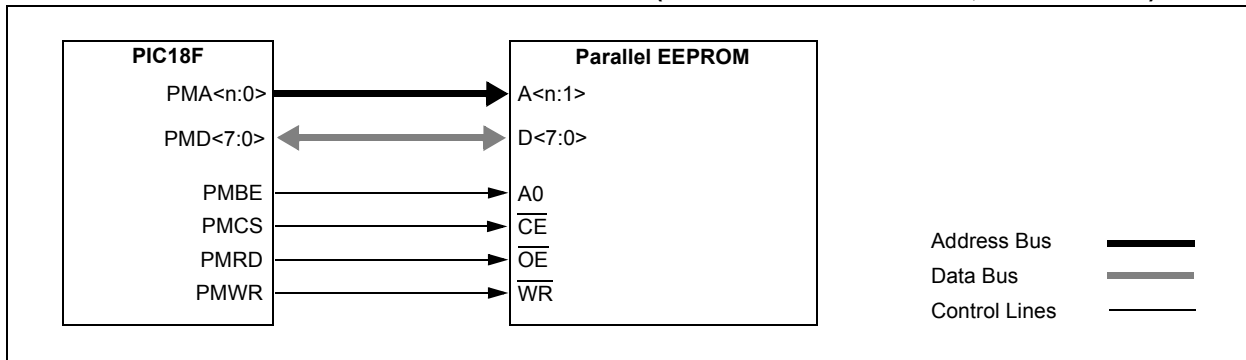 PIC18F
Parallel EEPROM
PMA<n:0>
A<n:1>
PMD<7:0>
D<7:0>
PMBE
A0
PMCS
CE
PMRD
OE
PMWR
WR
Address Bus
Data Bus
Control Lines